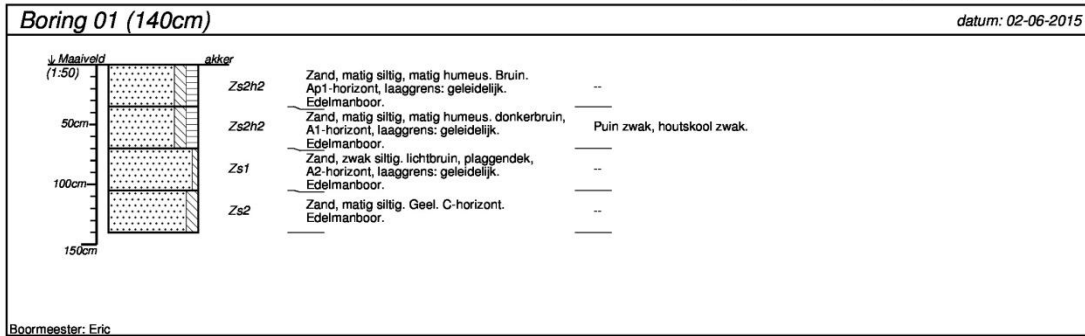 Boring 01 (140cm)
datum: 02-06-2015
Maaiveld
akker
(1:50)
Zs2h2
Zand, matig siltig, matig humeus. Bruin.
Ap1-horizont, laaggrens: geleidelijk.
Edelmanboor.
--
50cm
Zs2h2
Zand, matig siltig, matig humeus. donkerbruin,
A1-horizont, laaggrens: geleidelijk.
Edelmanboor.
Puin zwak, houtskool zwak.
100cm
Zs1
Zand, zwak siltig. lichtbruin, plaggendek,
A2-horizont, laaggrens: geleidelijk.
Edelmanboor.
--
Zs2
Zand, matig siltig. Geel. C-horizont.
Edelmanboor.
--
150cm
Boormeester: Eric